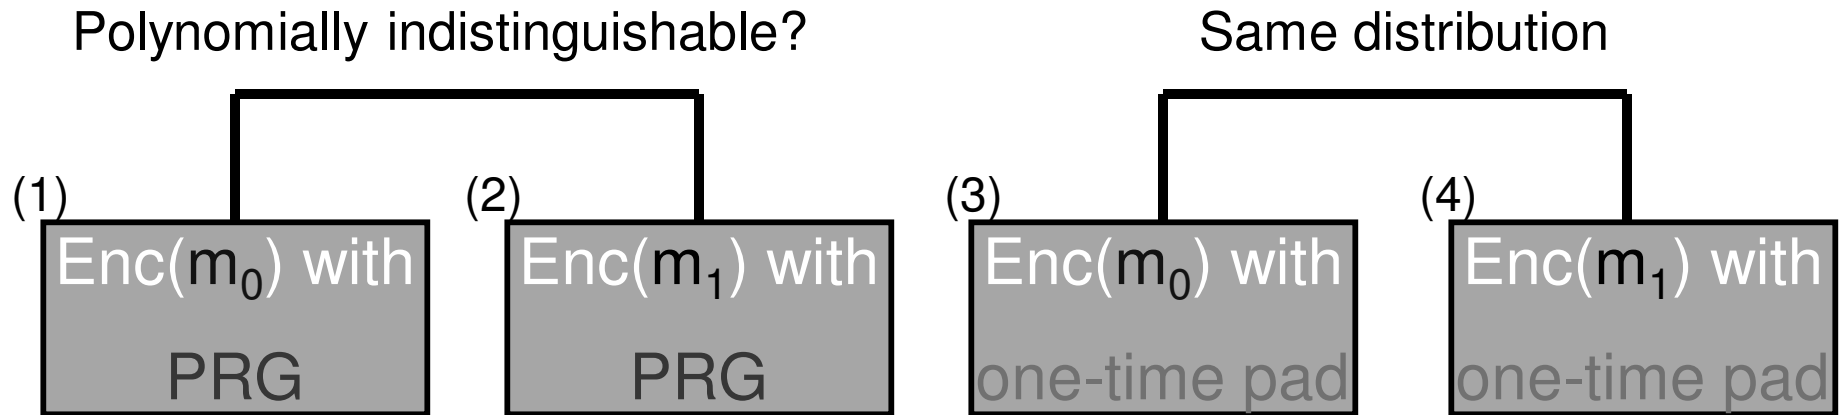 Polynomially indistinguishable?
Same distribution
(1)
Enc(m₀) with
PRG
(2)
Enc(m₁) with
PRG
(3)
Enc(m₀) with
one-time pad
(4)
Enc(m₁) with
one-time pad